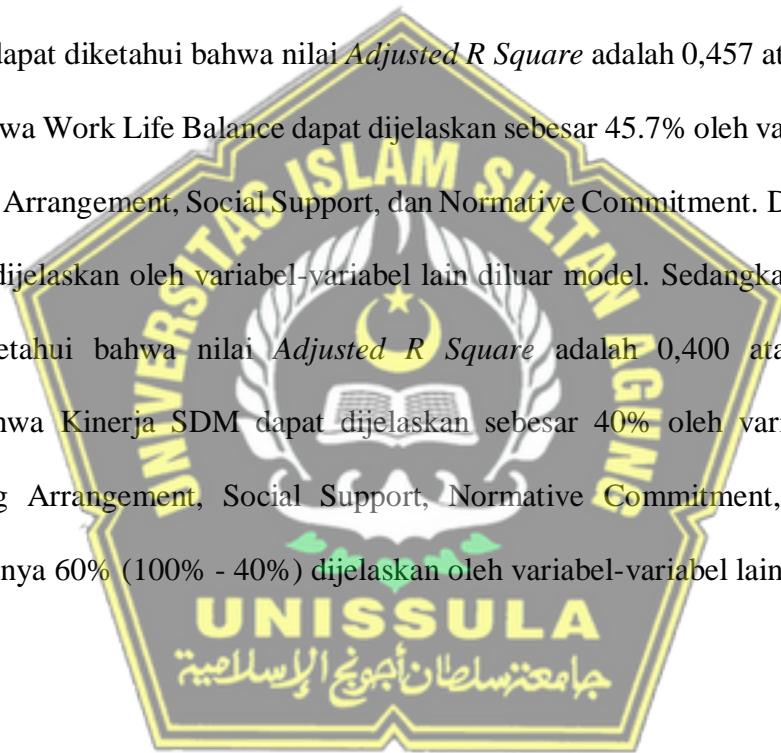 dapat diketahui bahwa nilai Adjusted R Square adalah 0,457 at
wa Work Life Balance dapat dijelaskan sebesar 45.7% oleh va
Arrangement, Social Support, dan Normative Commitment. D
dijelaskan oleh variabel-variabel lain diluar model. Sedangka
etahui bahwa nilai Adjusted R Square adalah 0,400 ata
hwa Kinerja SDM dapat dijelaskan sebesar 40% oleh vari
g Arrangement, Social Support, Normative Commitment,
nya 60% (100% - 40%) dijelaskan oleh variabel-variabel lain
UNIVERSITAS ISLAM SULTAN AGUNG
UNISSULA
جامعنسلطان أجونج الإسلامية